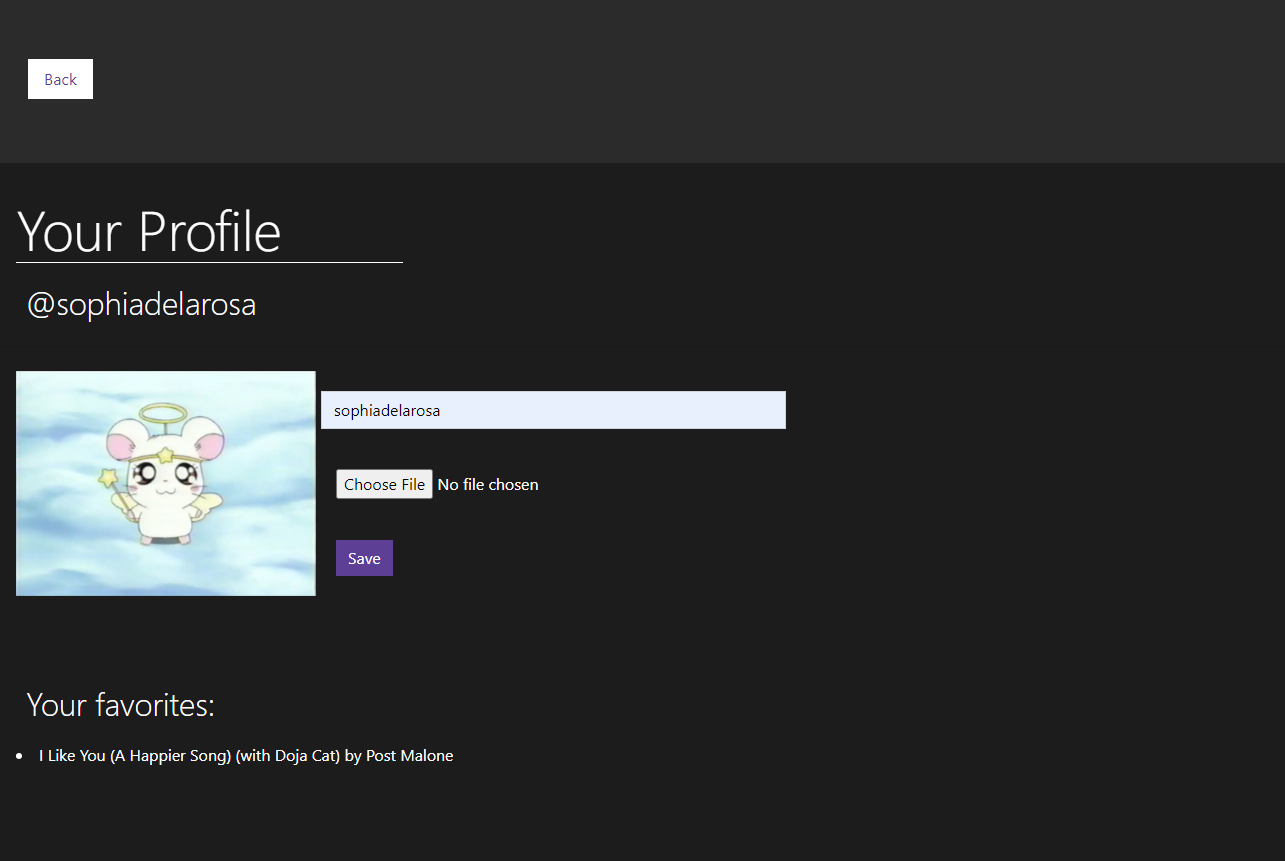 Back
Your Profile
@sophiadelarosa
sophiadelarosa
Choose File No file chosen
Save
Your favorites:
• I Like You (A Happier Song) (with Doja Cat) by Post Malone